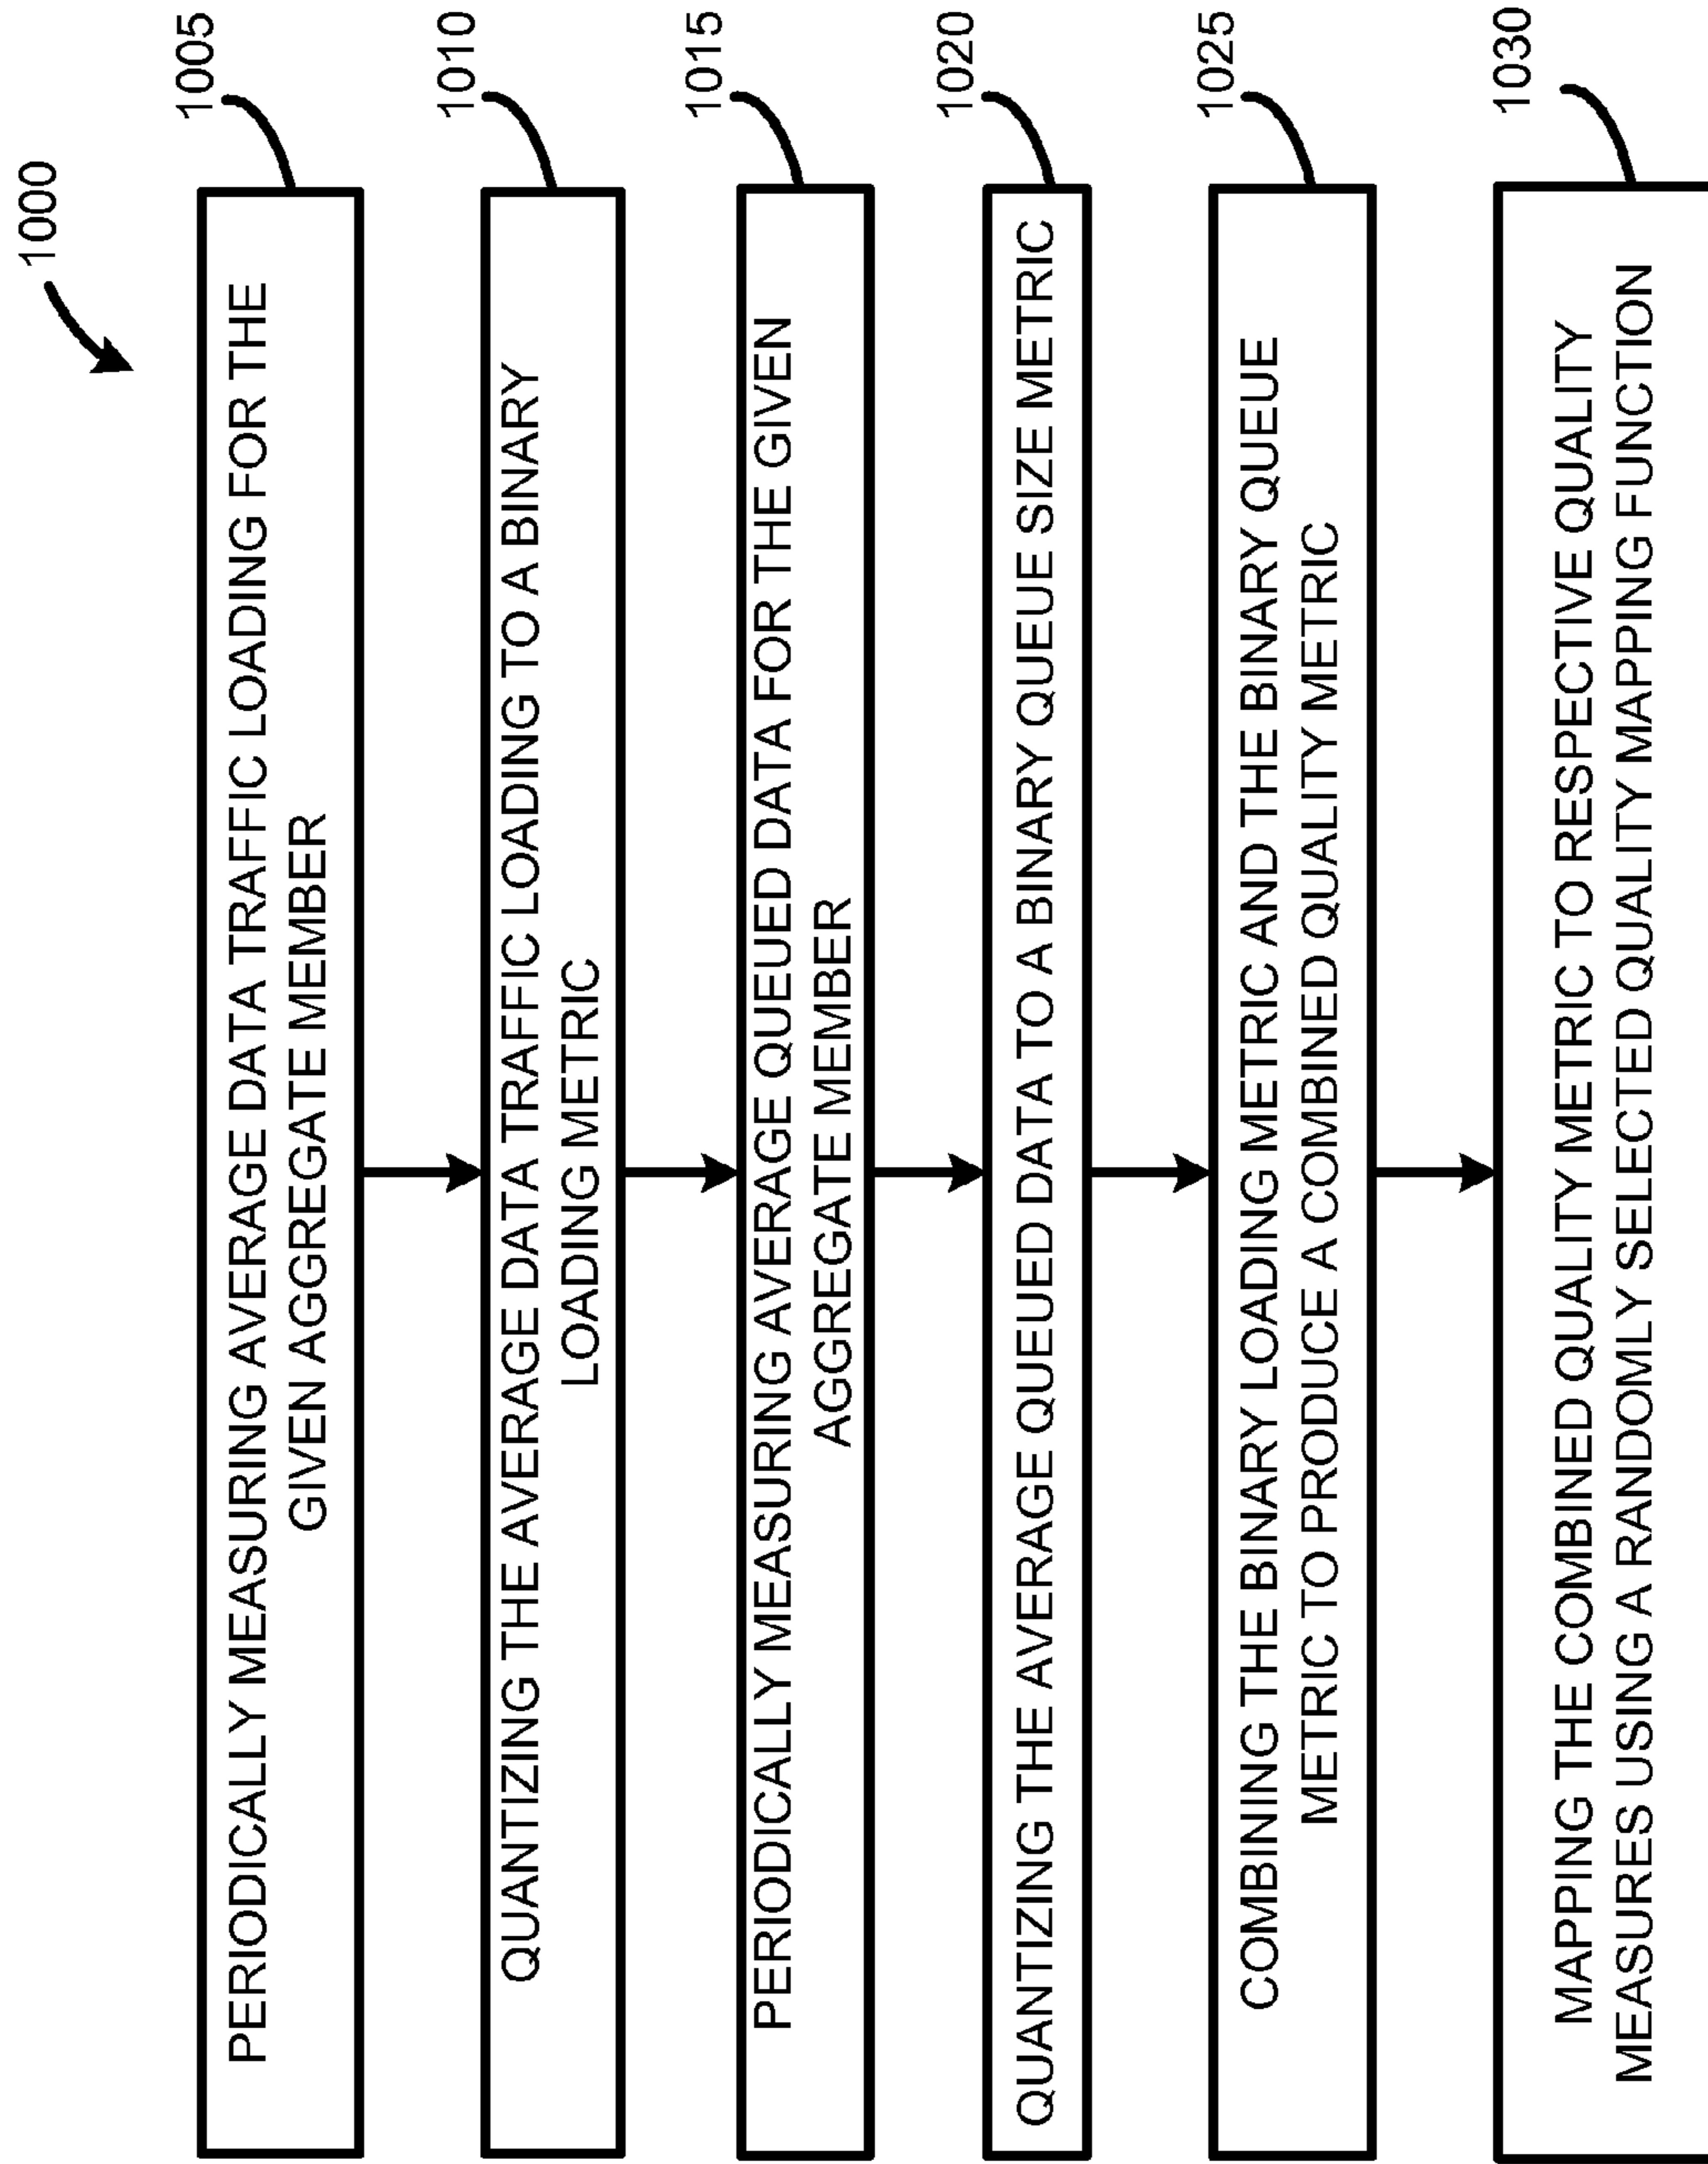 1000
1005
PERIODICALLY MEASURING AVERAGE DATA TRAFFIC LOADING FOR THE
GIVEN AGGREGATE MEMBER
1010
QUANTIZING THE AVERAGE DATA TRAFFIC LOADING TO A BINARY
LOADING METRIC
1015
PERIODICALLY MEASURING AVERAGE QUEUED DATA FOR THE GIVEN
AGGREGATE MEMBER
1020
QUANTIZING THE AVERAGE QUEUED DATA TO A BINARY QUEUE SIZE METRIC
1025
COMBINING THE BINARY LOADING METRIC AND THE BINARY QUEUE
METRIC TO PRODUCE A COMBINED QUALITY METRIC
1030
MAPPING THE COMBINED QUALITY METRIC TO RESPECTIVE QUALITY
MEASURES USING A RANDOMLY SELECTED QUALITY MAPPING FUNCTION